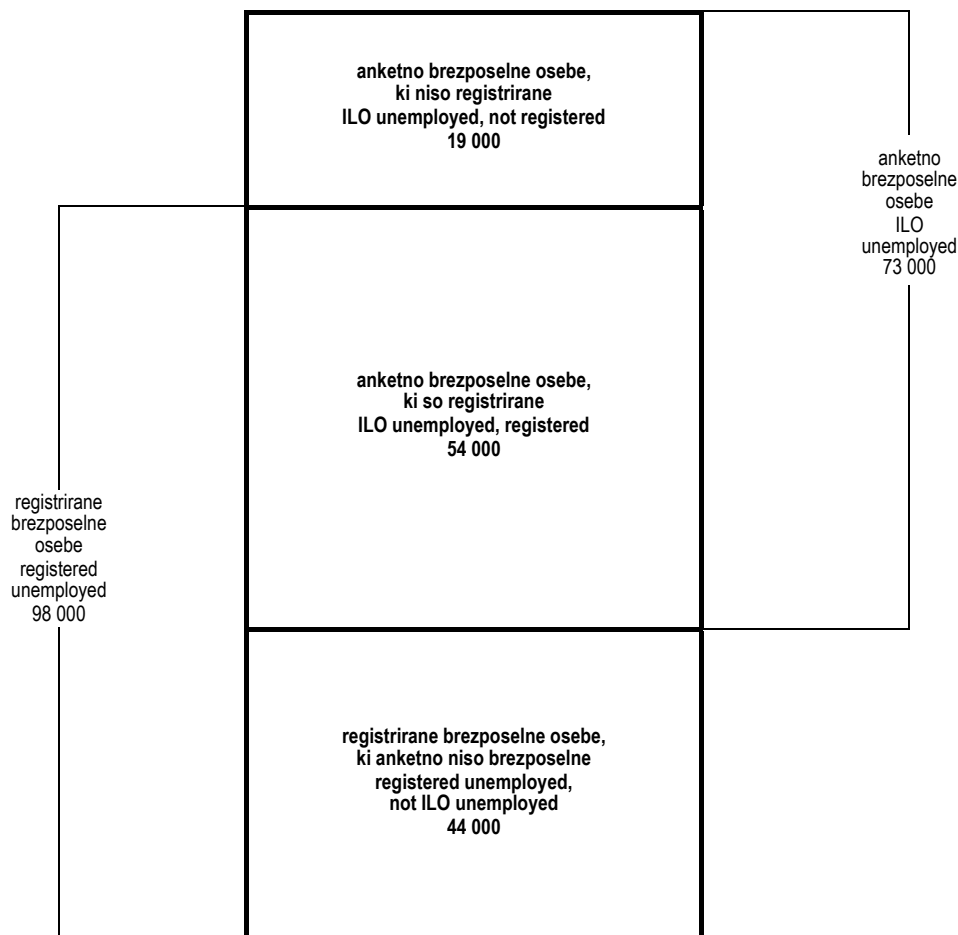 anketno brezposelne osebe,
ki niso registrirane
ILO unemployed, not registered
19 000
anketno
brezposelne
osebe
ILO
unemployed
73 000
anketno brezposelne osebe,
ki so registrirane
ILO unemployed, registered
54 000
registrirane
brezposelne
osebe
registered
unemployed
98 000
registrirane brezposelne osebe,
ki anketno niso brezposelne
registered unemployed,
not ILO unemployed
44 000